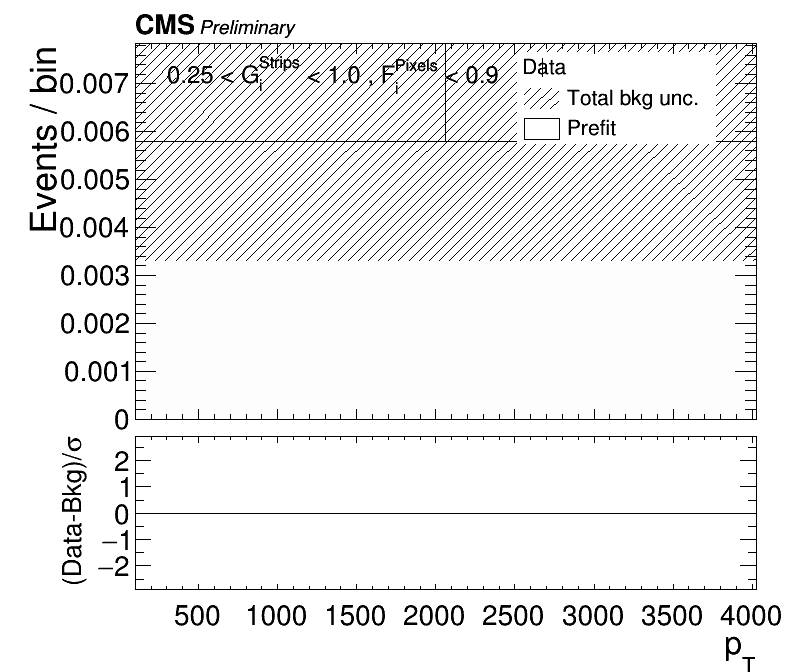 CMS Preliminary
Events / bin
0.25 < G_i^Strips < 1.0 , F_i^Pixels < 0.9
Data
Total bkg unc.
Prefit
0.007
0.006
0.005
0.004
0.003
0.002
0.001
0
(Data-Bkg)/σ
2
1
0
−1
−2
500 1000 1500 2000 2500 3000 3500 4000
p_T